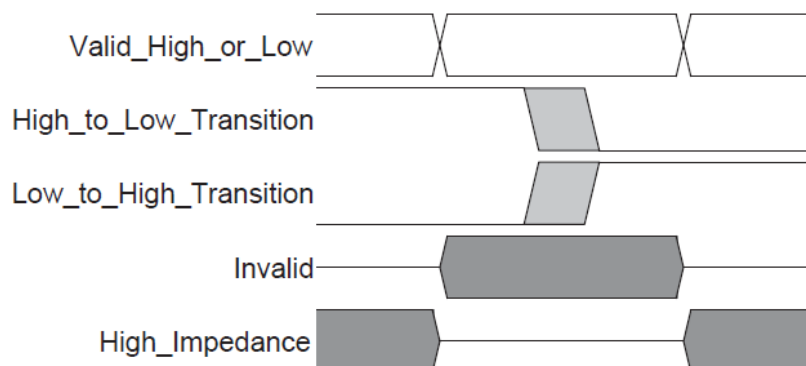 Valid_High_or_Low
High_to_Low_Transition
Low_to_High_Transition
Invalid
High_Impedance